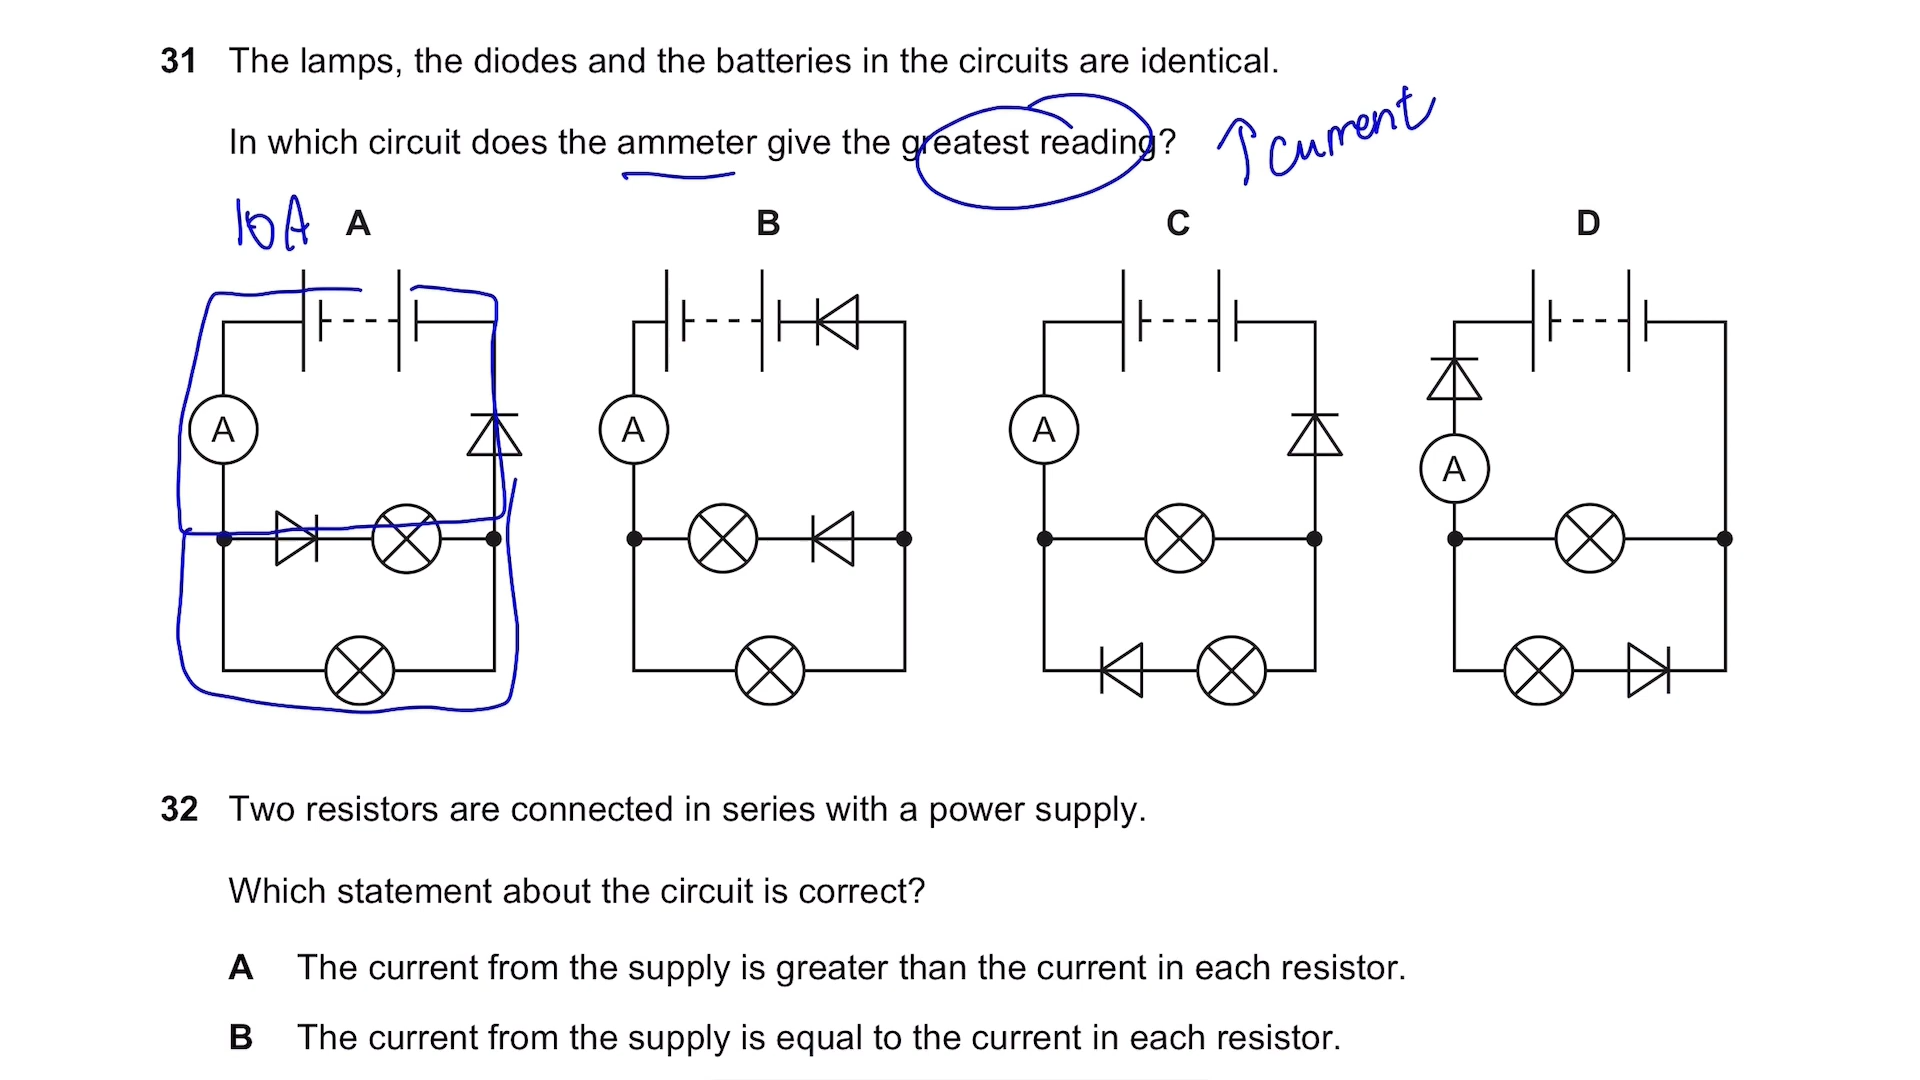 31 The lamps, the diodes and the batteries in the circuits are identical.
In which circuit does the ammeter give the greatest reading? ↑ current
10A A B C D
A A A A
32 Two resistors are connected in series with a power supply.
Which statement about the circuit is correct?
A The current from the supply is greater than the current in each resistor.
B The current from the supply is equal to the current in each resistor.